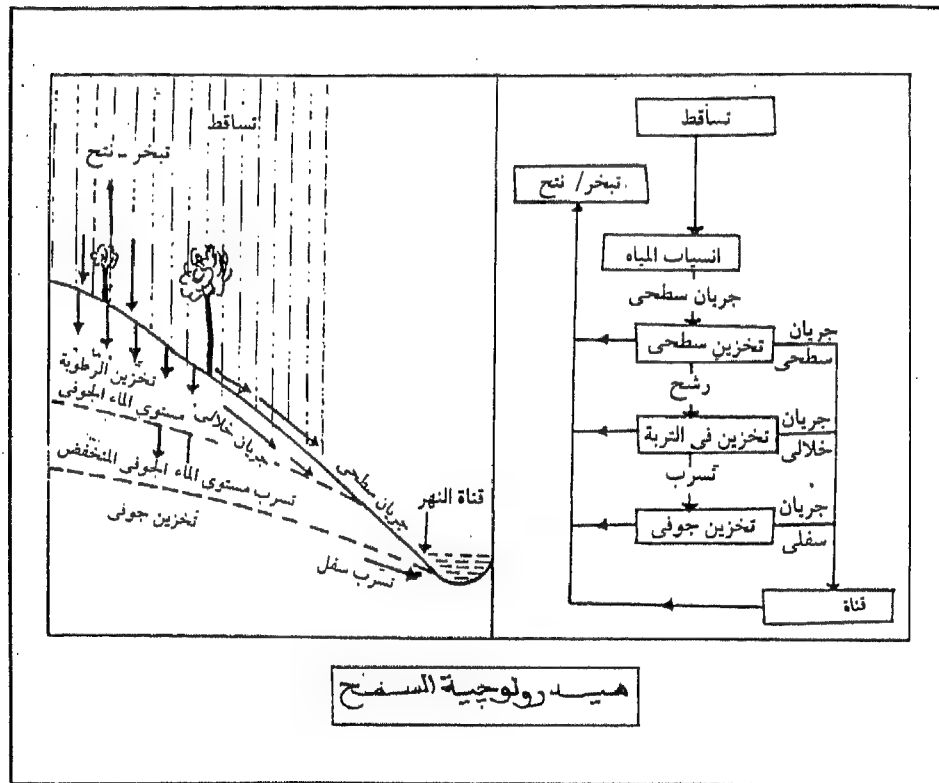 تساقط
تبخر / نتح
انسياب المياه
جريان سطحى
تخزين سطحى
جريان سطحى
رشح
تخزين فى التربة
جريان خلالى
تسرب
تخزين جوفى
جريان سفلى
قناة
تساقط
تبخر - نتح
تخزين الرطوبة
مستوى الماء الجوفى
جريان خلالى
جريان سطحى
تسرب مستوى الماء الجوفى المنخفض
تخزين جوفى
قناة النهر
تسرب سفل
هيدرولوچية السفح